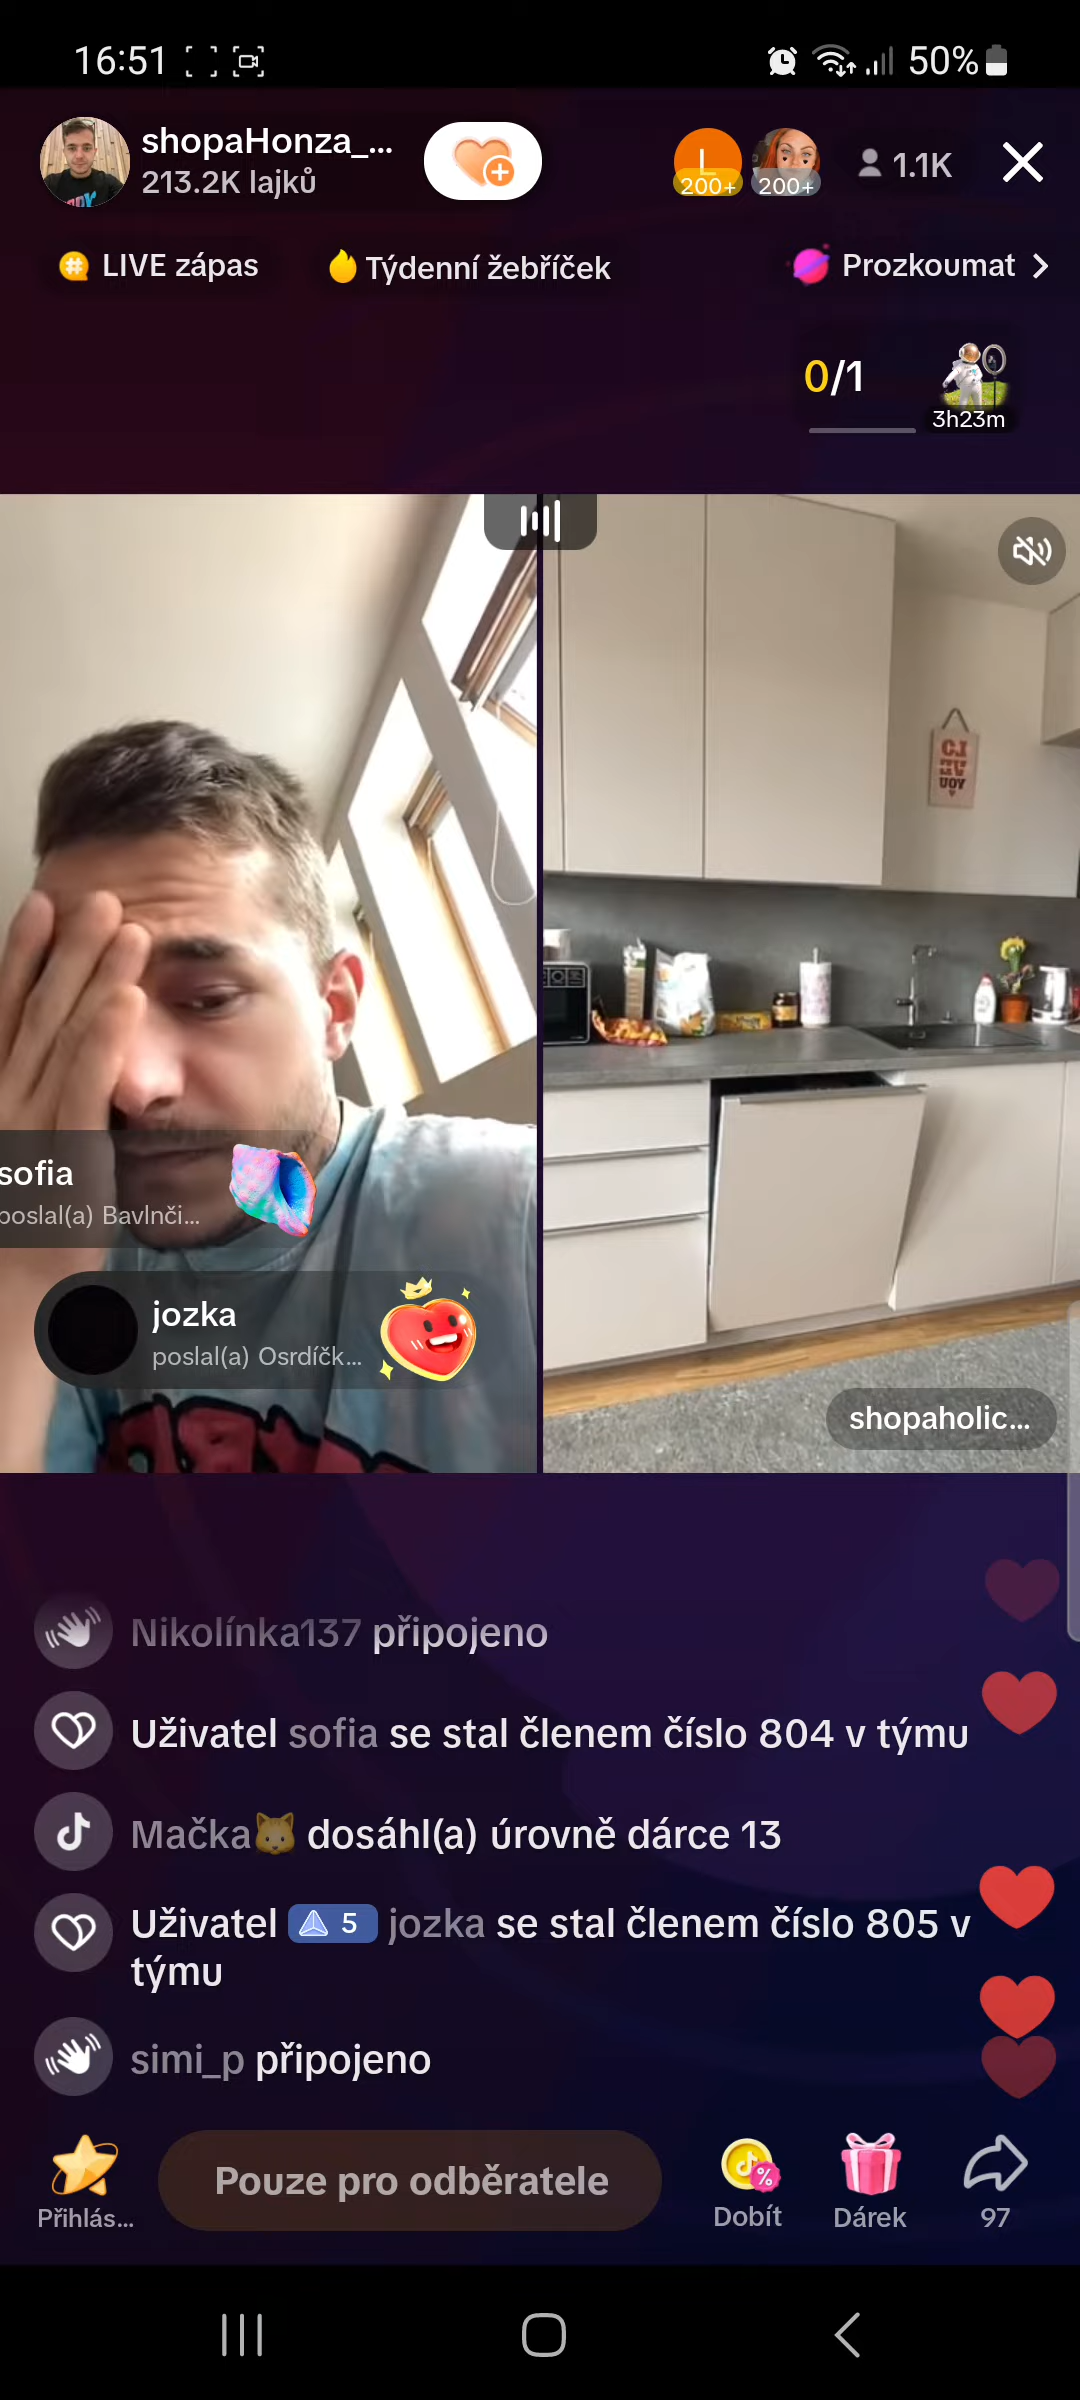 16:51
50%
shopaHonza_...
213.2K lajků
L
200+
200+
1.1K
LIVE zápas
Týdenní žebříček
Prozkoumat
0/1
3h23m
sofia
poslal(a) Bavlnči...
jozka
poslal(a) Osrdíčk...
shopaholic...
Nikolínka137 připojeno
Uživatel sofia se stal členem číslo 804 v týmu
Mačka🐱 dosáhl(a) úrovně dárce 13
Uživatel 5 jozka se stal členem číslo 805 v
týmu
simi_p připojeno
Přihlás...
Pouze pro odběratele
Dobít
Dárek
97